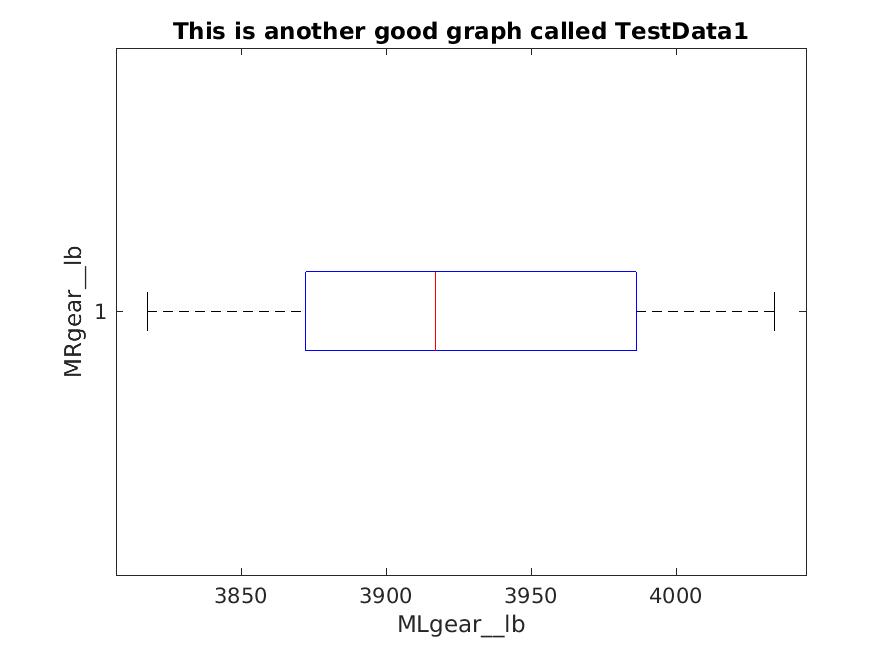 This is another good graph called TestData1
MRgear__lb
1
3850
3900
3950
4000
MLgear__lb